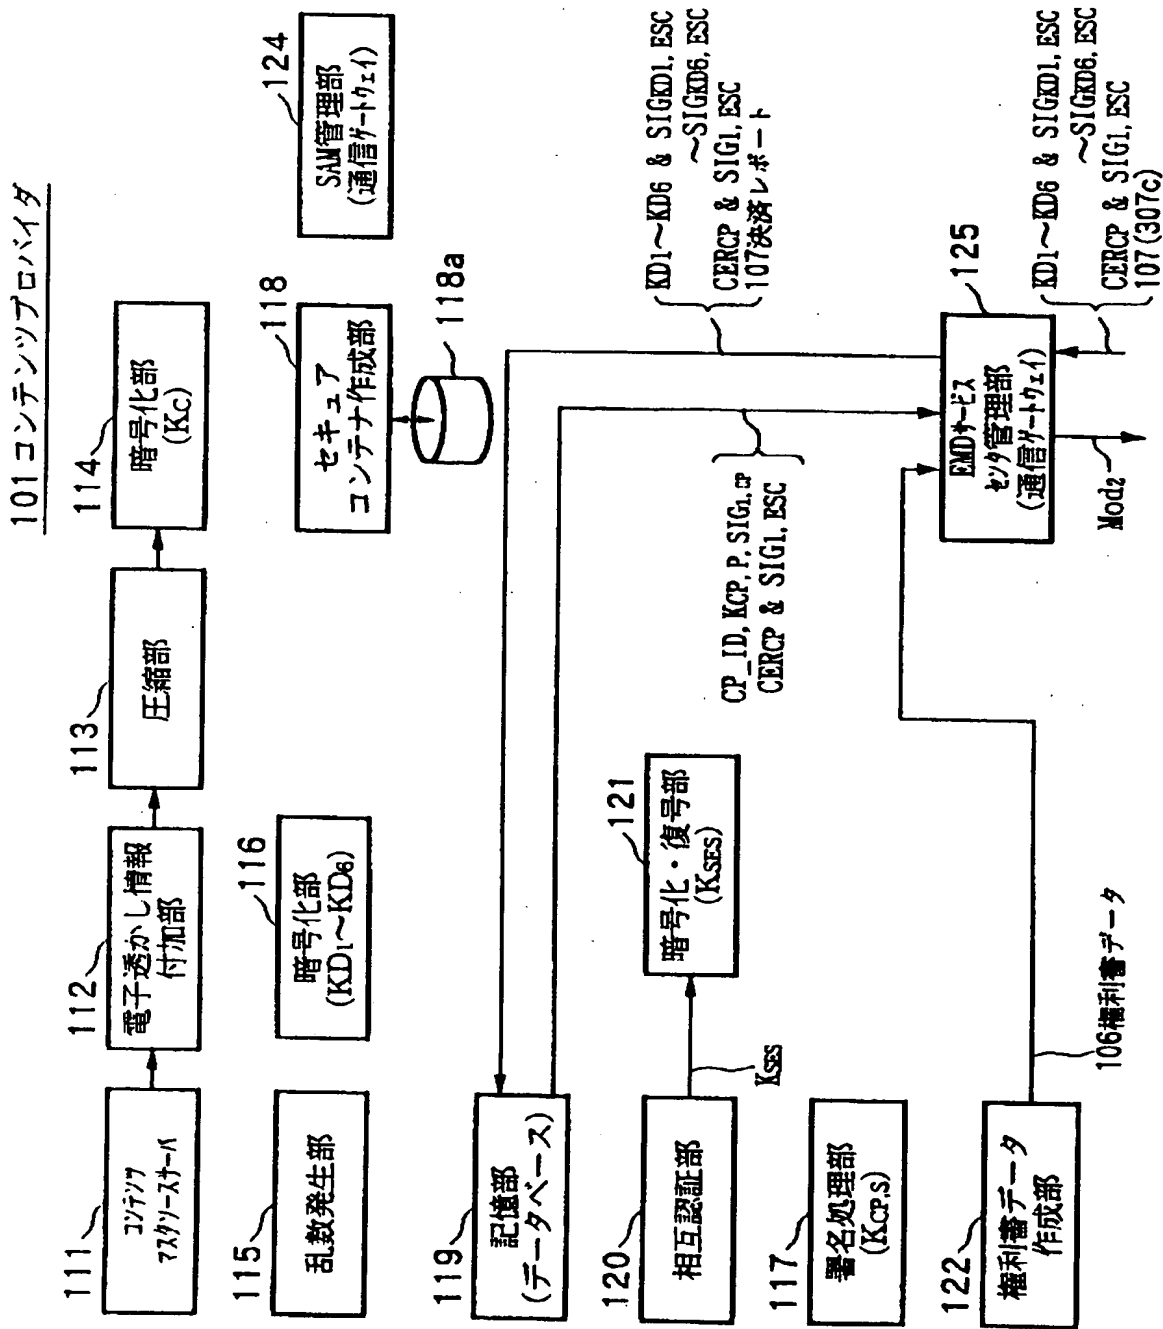 101 コンテンツプロバイダ
111
コンテンツ
マスタソースサーバ
112
電子透かし情報
付加部
113
圧縮部
114
暗号化部
(Kc)
115
乱数発生部
116
暗号化部
(KD1～KD6)
118
セキュア
コンテナ作成部
118a
124
SAM管理部
(通信ゲートウェイ)
119
記憶部
(データベース)
KD1～KD6 & SIGKD1, ESC
～SIGKD6, ESC
CERCP & SIG1, ESC
107決済レポート
CP_ID, KCP, P, SIG1, CP
CERCP & SIG1, ESC
120
相互認証部
KSES
121
暗号化・復号部
(KSES)
117
署名処理部
(KCP,S)
122
権利書データ
作成部
106権利書データ
125
EMDサービス
センタ管理部
(通信ゲートウェイ)
Mod2
KD1～KD6 & SIGKD1, ESC
～SIGKD6, ESC
CERCP & SIG1, ESC
107(307c)